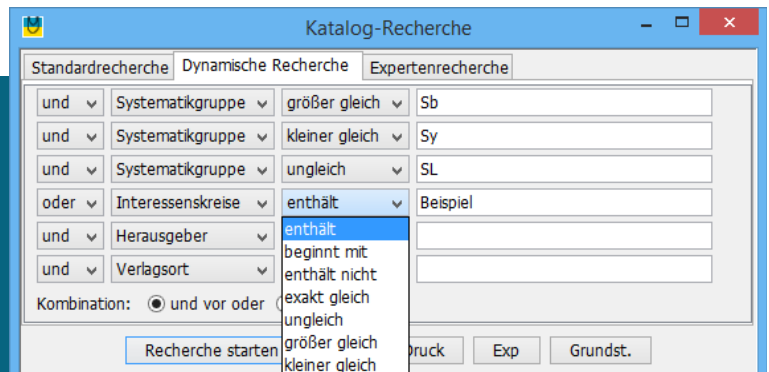 Katalog-Recherche
Standardrecherche Dynamische Recherche Expertenrecherche
und Systematikgruppe größer gleich Sb
und Systematikgruppe kleiner gleich Sy
und Systematikgruppe ungleich SL
oder Interessenskreise enthält Beispiel
enthält
und Herausgeber
beginnt mit
und Verlagsort
enthält nicht
exakt gleich
Kombination: und vor oder
ungleich
größer gleich
Recherche starten Exp Grundst.
kleiner gleich